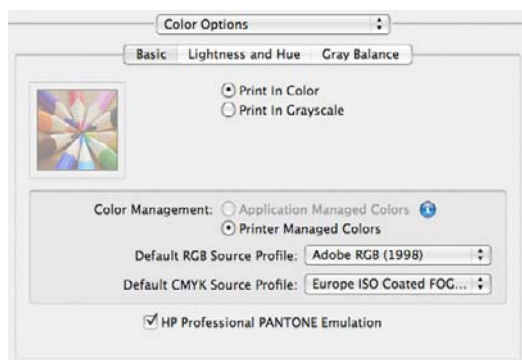 Color Options
Basic Lightness and Hue Gray Balance
Print In Color
Print In Grayscale
Color Management: Application Managed Colors
Printer Managed Colors
Default RGB Source Profile: Adobe RGB (1998)
Default CMYK Source Profile: Europe ISO Coated FOG...
HP Professional PANTONE Emulation